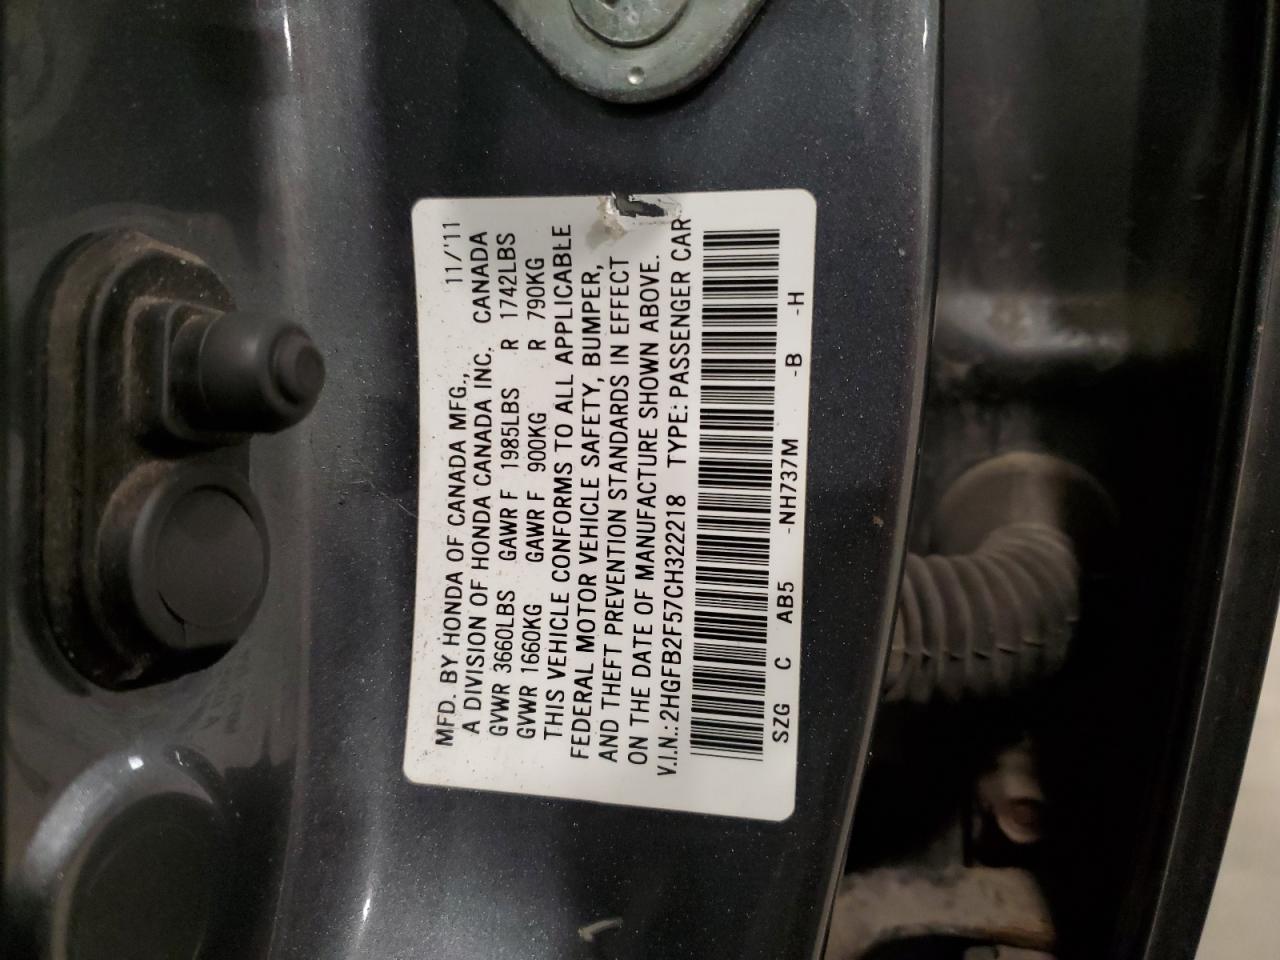 MFD. BY HONDA OF CANADA MFG., 11/'11
A DIVISION OF HONDA CANADA INC. CANADA
GVWR 3660LBS GAWR F 1985LBS R 1742LBS
GVWR 1660KG GAWR F 900KG R 790KG
THIS VEHICLE CONFORMS TO ALL APPLICABLE
FEDERAL MOTOR VEHICLE SAFETY, BUMPER,
AND THEFT PREVENTION STANDARDS IN EFFECT
ON THE DATE OF MANUFACTURE SHOWN ABOVE.
V.I.N.:2HGFB2F57CH322218 TYPE:PASSENGER CAR
SZG C AB5 -NH737M -B -H